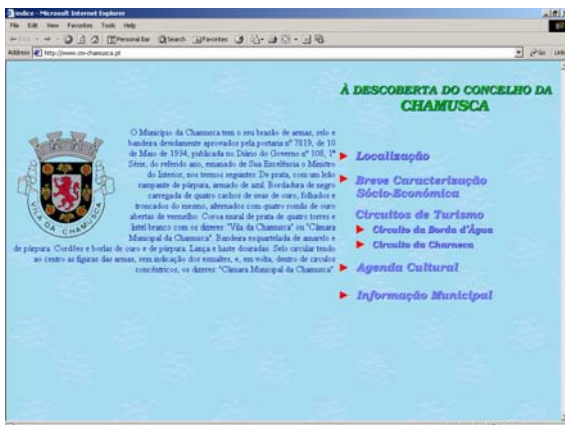 índice - Microsoft Internet Explorer
File Edit View Favorites Tools Help
Personal Bar Search Favorites
Address http://www.cm-chamusca.pt Go Links
À DESCOBERTA DO CONCELHO DA
CHAMUSCA
VILA DA CHAMUSCA
O Município da Chamusca tem o seu brasão de armas, selo e
bandeira devidamente aprovados pela portaria nº 7819, de 10
de Maio de 1934, publicada no Diário do Governo nº 108, 1ª
Série, do referido ano, emanado de Sua Excelência o Ministro
do Interior, nos termos seguintes: De prata, com um leão
rampante de púrpura, armado de azul. Bordadura de negro
carregada de quatro cachos de uvas de ouro, folhados e
troncados do mesmo, alternados com quatro romãs de ouro
abertas de vermelho. Coroa mural de prata de quatro torres e
listel branco com os dizeres: "Vila da Chamusca" ou "Câmara
Municipal da Chamusca". Bandeira esquartelada de amarelo e
de púrpura. Cordões e borlas de ouro e de púrpura. Lança e haste douradas. Selo circular tendo
ao centro as figuras das armas, sem indicação dos esmaltes, e, em volta, dentro de círculos
concêntricos, os dizeres: "Câmara Municipal da Chamusca".
Localização
Breve Caracterização
Sócio-Económica
Circuitos de Turismo
Circuito da Borda d'Água
Circuito da Charneca
Agenda Cultural
Informação Municipal